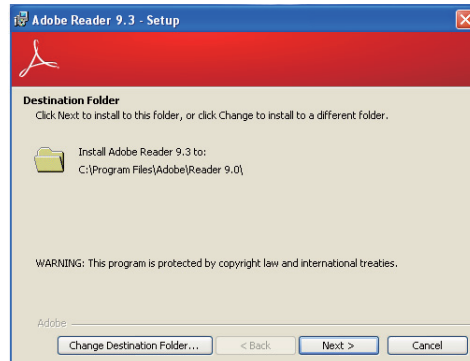 Adobe Reader 9.3 - Setup
Destination Folder
Click Next to install to this folder, or click Change to install to a different folder.
Install Adobe Reader 9.3 to:
C:\Program Files\Adobe\Reader 9.0\
WARNING: This program is protected by copyright law and international treaties.
Adobe
Change Destination Folder... < Back Next > Cancel